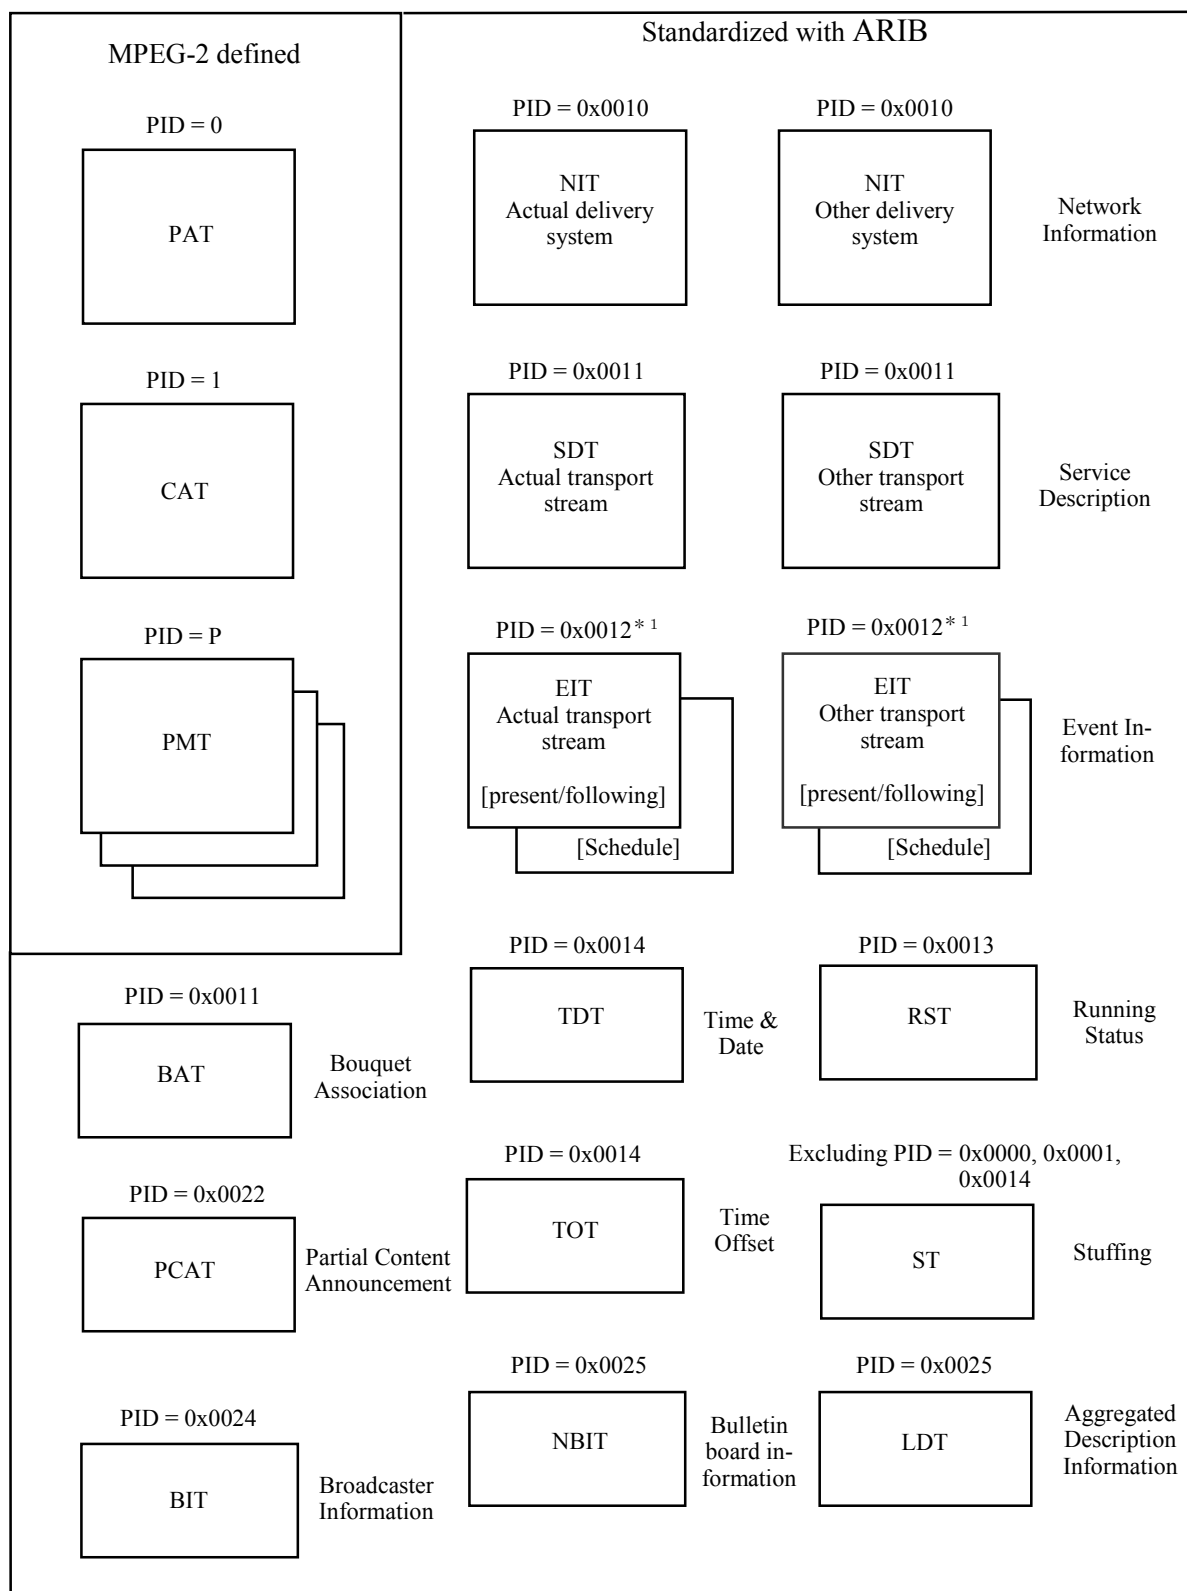 MPEG-2 defined
PID = 0
PAT
PID = 1
CAT
PID = P
PMT
Standardized with ARIB
PID = 0x0010
NIT
Actual delivery
system
PID = 0x0010
NIT
Other delivery
system
Network
Information
PID = 0x0011
SDT
Actual transport
stream
PID = 0x0011
SDT
Other transport
stream
Service
Description
PID = 0x0012* 1
EIT
Actual transport
stream
[present/following]
[Schedule]
PID = 0x0012* 1
EIT
Other transport
stream
[present/following]
[Schedule]
Event In-
formation
PID = 0x0011
BAT
Bouquet
Association
PID = 0x0014
TDT
Time &
Date
PID = 0x0013
RST
Running
Status
PID = 0x0022
PCAT
Partial Content
Announcement
PID = 0x0014
TOT
Time
Offset
Excluding PID = 0x0000, 0x0001,
0x0014
ST
Stuffing
PID = 0x0024
BIT
Broadcaster
Information
PID = 0x0025
NBIT
Bulletin
board in-
formation
PID = 0x0025
LDT
Aggregated
Description
Information